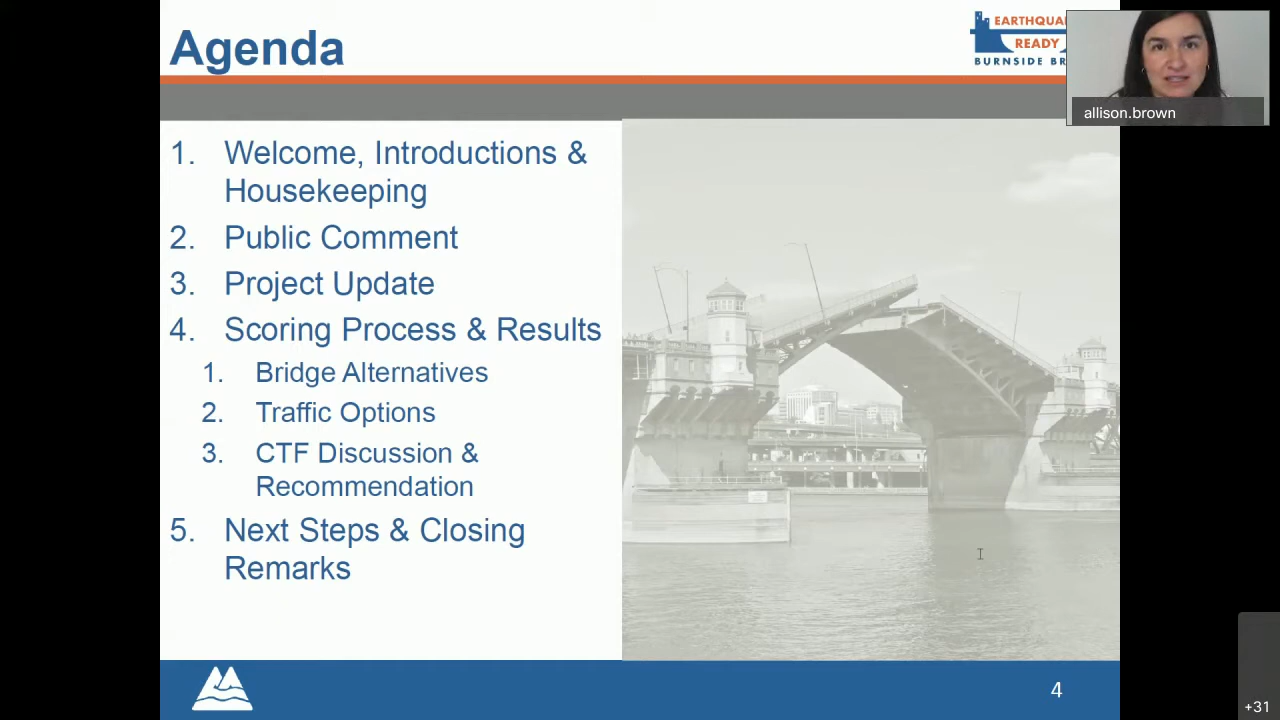 Agenda
EARTHQUA
READY
BURNSIDE BR
allison.brown
1. Welcome, Introductions &
Housekeeping
2. Public Comment
3. Project Update
4. Scoring Process & Results
1. Bridge Alternatives
2. Traffic Options
3. CTF Discussion &
Recommendation
5. Next Steps & Closing
Remarks
4
+31